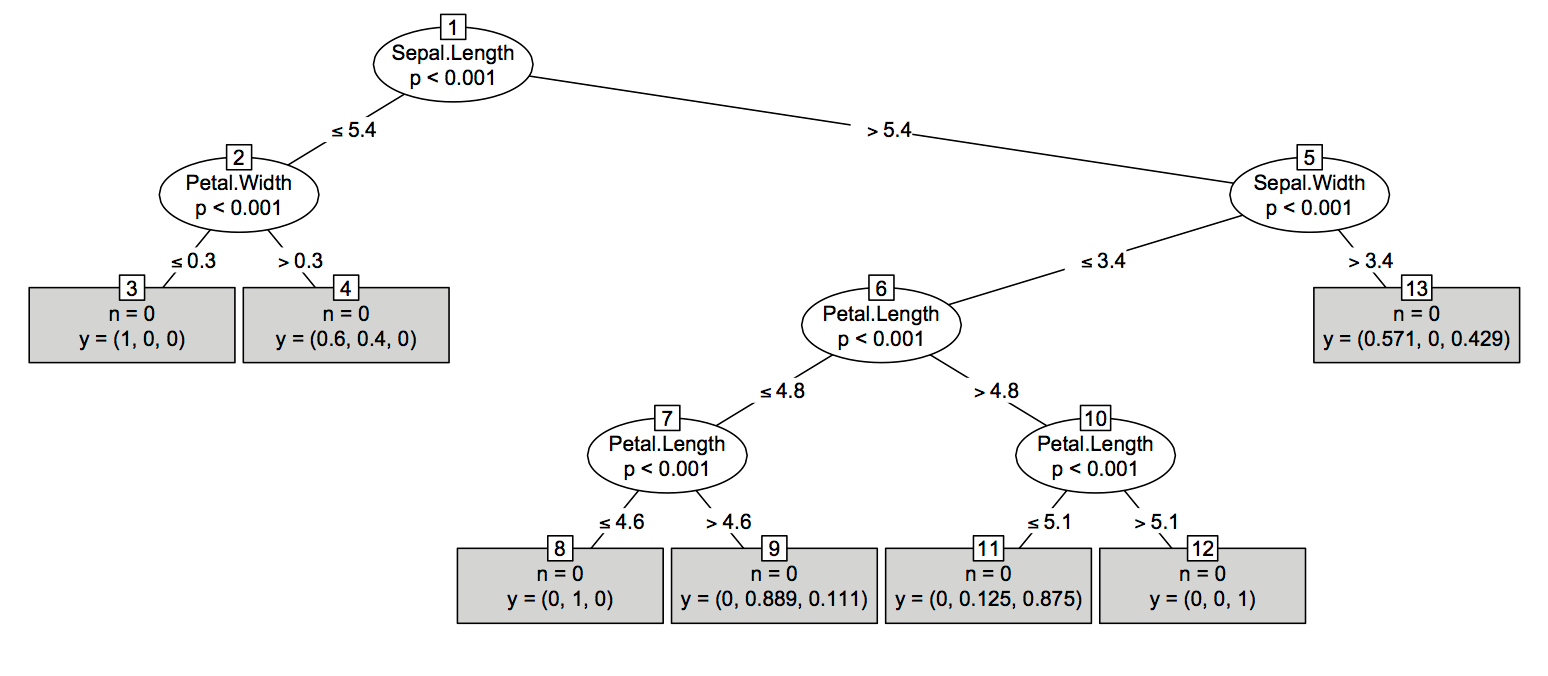 1
Sepal.Length
p < 0.001
≤ 5.4
> 5.4
2
Petal.Width
p < 0.001
5
Sepal.Width
p < 0.001
≤ 0.3
> 0.3
≤ 3.4
> 3.4
3
n = 0
y = (1, 0, 0)
4
n = 0
y = (0.6, 0.4, 0)
6
Petal.Length
p < 0.001
13
n = 0
y = (0.571, 0, 0.429)
≤ 4.8
> 4.8
7
Petal.Length
p < 0.001
10
Petal.Length
p < 0.001
≤ 4.6
> 4.6
≤ 5.1
> 5.1
8
n = 0
y = (0, 1, 0)
9
n = 0
y = (0, 0.889, 0.111)
11
n = 0
y = (0, 0.125, 0.875)
12
n = 0
y = (0, 0, 1)